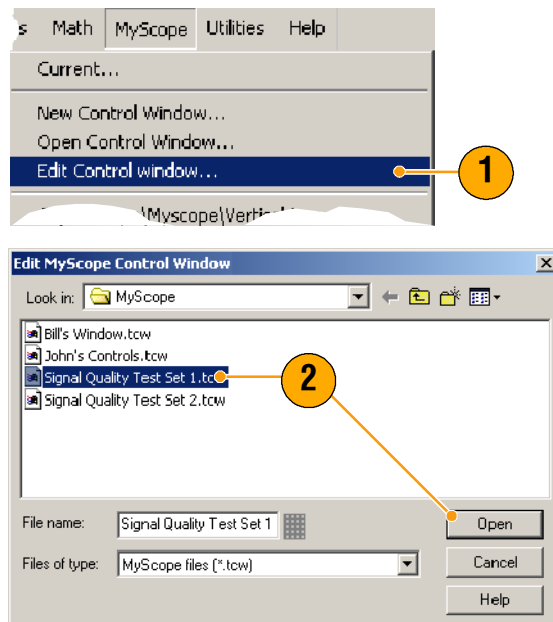 s Math MyScope Utilities Help
Current...
New Control Window...
Open Control Window...
Edit Control window...
1
\Myscope\Vertic
Edit MyScope Control Window
Look in: MyScope
Bill's Window.tcw
John's Controls.tcw
Signal Quality Test Set 1.tcw
2
Signal Quality Test Set 2.tcw
File name: Signal Quality Test Set 1 Open
Files of type: MyScope files (*.tcw) Cancel
Help